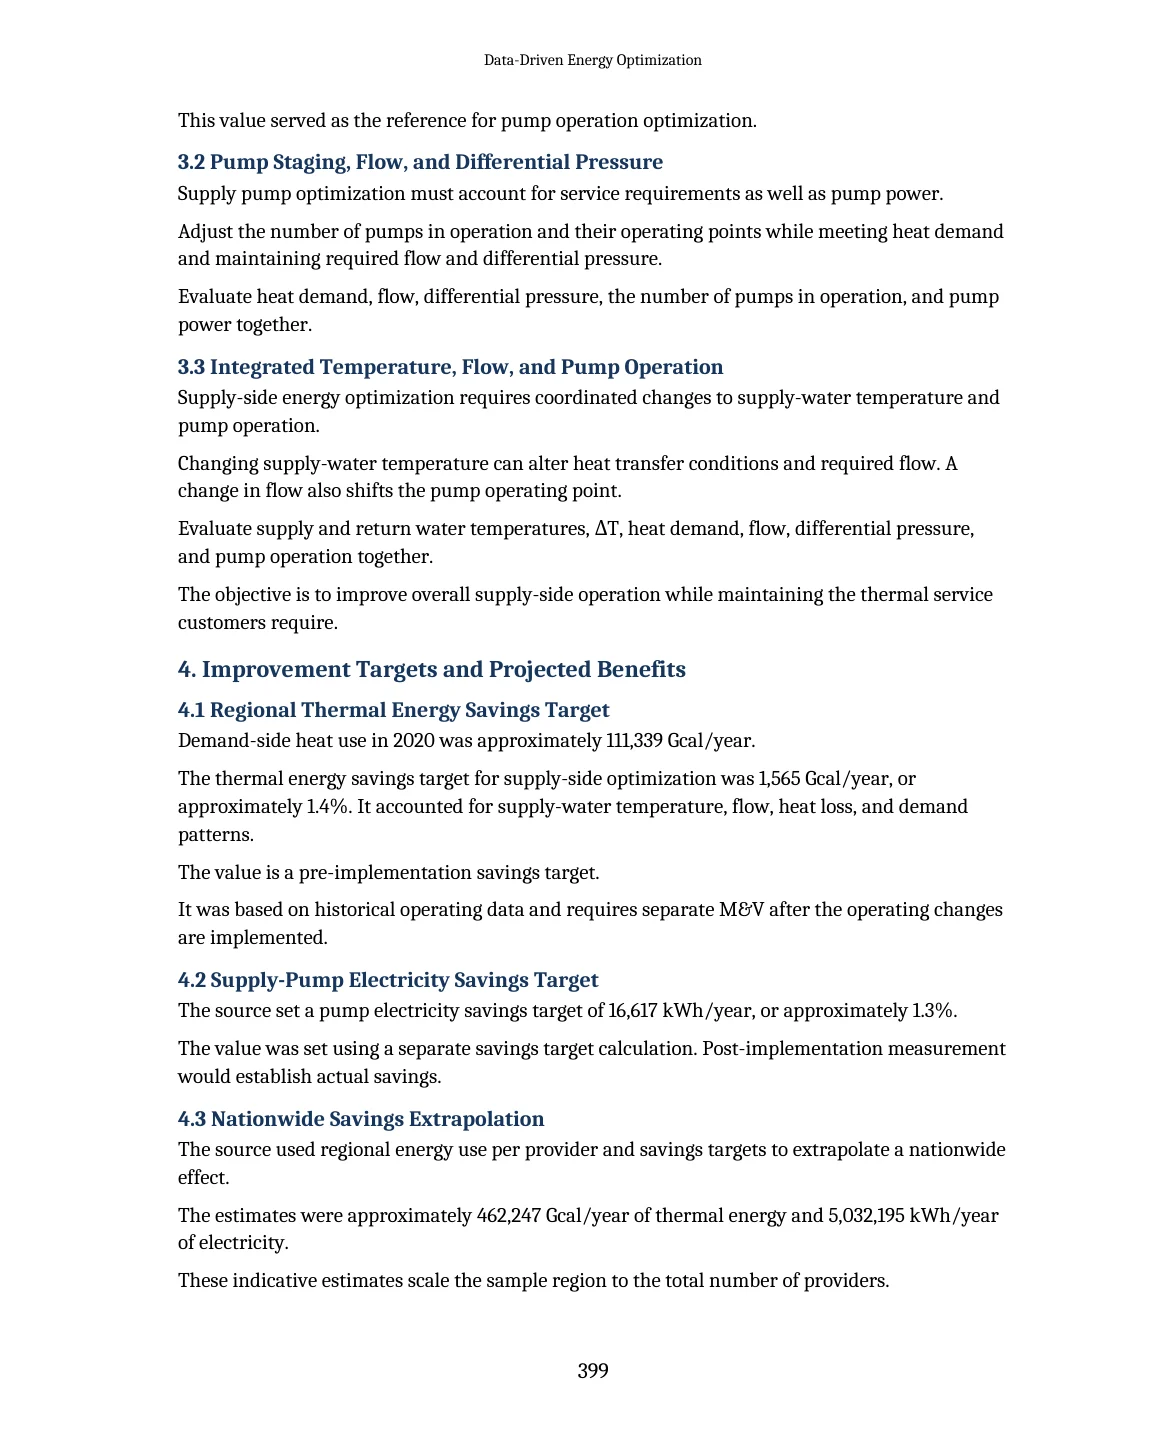 Data-Driven Energy Optimization
This value served as the reference for pump operation optimization.
3.2 Pump Staging, Flow, and Differential Pressure
Supply pump optimization must account for service requirements as well as pump power.
Adjust the number of pumps in operation and their operating points while meeting heat demand
and maintaining required flow and differential pressure.
Evaluate heat demand, flow, differential pressure, the number of pumps in operation, and pump
power together.
3.3 Integrated Temperature, Flow, and Pump Operation
Supply-side energy optimization requires coordinated changes to supply-water temperature and
pump operation.
Changing supply-water temperature can alter heat transfer conditions and required flow. A
change in flow also shifts the pump operating point.
Evaluate supply and return water temperatures, ΔT, heat demand, flow, differential pressure,
and pump operation together.
The objective is to improve overall supply-side operation while maintaining the thermal service
customers require.
4. Improvement Targets and Projected Benefits
4.1 Regional Thermal Energy Savings Target
Demand-side heat use in 2020 was approximately 111,339 Gcal/year.
The thermal energy savings target for supply-side optimization was 1,565 Gcal/year, or
approximately 1.4%. It accounted for supply-water temperature, flow, heat loss, and demand
patterns.
The value is a pre-implementation savings target.
It was based on historical operating data and requires separate M&V after the operating changes
are implemented.
4.2 Supply-Pump Electricity Savings Target
The source set a pump electricity savings target of 16,617 kWh/year, or approximately 1.3%.
The value was set using a separate savings target calculation. Post-implementation measurement
would establish actual savings.
4.3 Nationwide Savings Extrapolation
The source used regional energy use per provider and savings targets to extrapolate a nationwide
effect.
The estimates were approximately 462,247 Gcal/year of thermal energy and 5,032,195 kWh/year
of electricity.
These indicative estimates scale the sample region to the total number of providers.
399